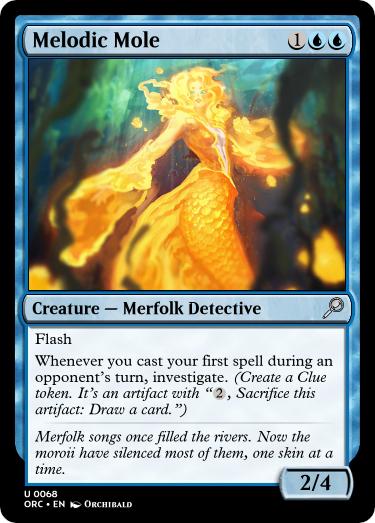 Melodic Mole 1
Creature — Merfolk Detective
Flash
Whenever you cast your first spell during an
opponent's turn, investigate. (Create a Clue
token. It's an artifact with “2, Sacrifice this
artifact: Draw a card.”)
Merfolk songs once filled the rivers. Now the
moroii have silenced most of them, one skin at a
time.
2/4
U 0068
ORC • EN Orchibald